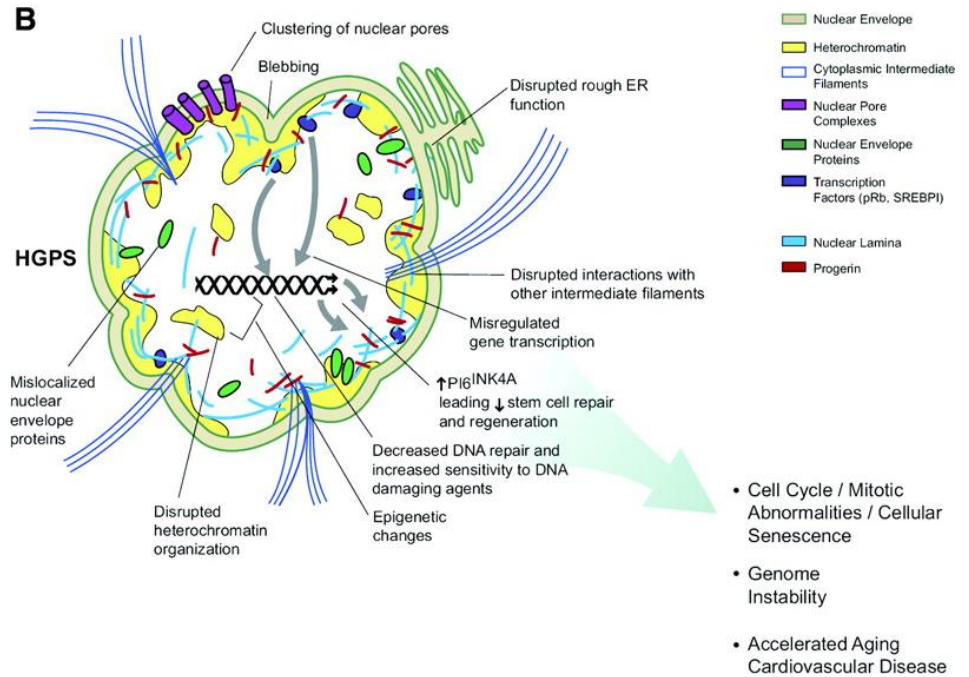 B
Clustering of nuclear pores
Blebbing
Disrupted rough ER
function
HGPS
Disrupted interactions with
other intermediate filaments
Misregulated
gene transcription
Mislocalized
nuclear
envelope
proteins
↑PI6INK4A
leading ↓ stem cell repair
and regeneration
Decreased DNA repair and
increased sensitivity to DNA
damaging agents
Disrupted
heterochromatin
organization
Epigenetic
changes
Nuclear Envelope
Heterochromatin
Cytoplasmic Intermediate
Filaments
Nuclear Pore
Complexes
Nuclear Envelope
Proteins
Transcription
Factors (pRb, SREBPI)
Nuclear Lamina
Progerin
• Cell Cycle / Mitotic
Abnormalities / Cellular
Senescence
• Genome
Instability
• Accelerated Aging
Cardiovascular Disease